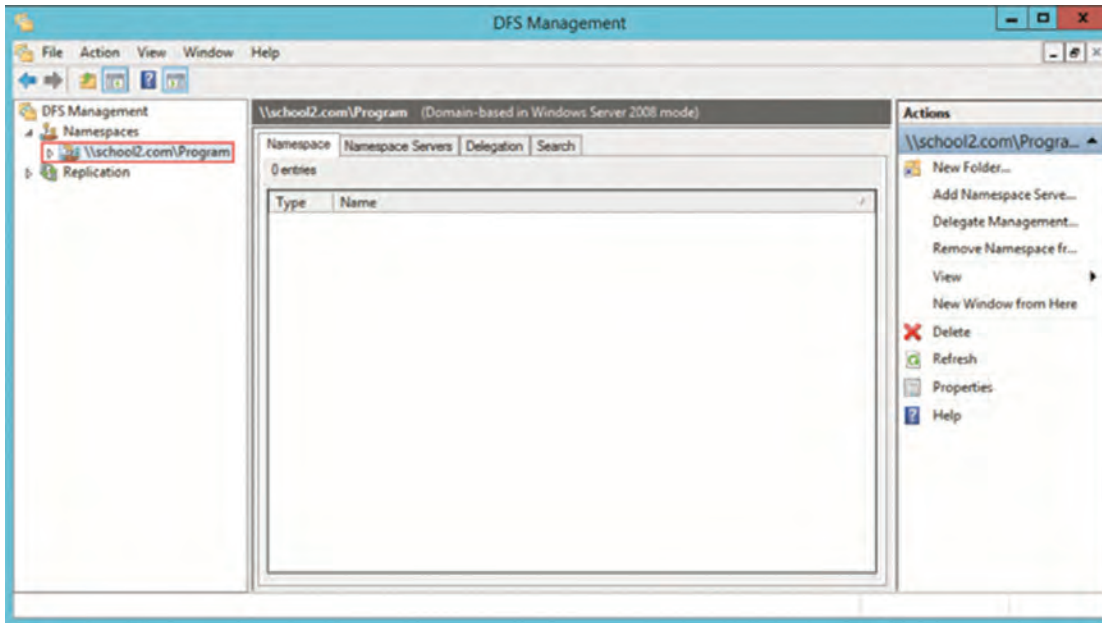 DFS Management
File Action View Window Help
DFS Management
Namespaces
\\school2.com\Program
Replication
\\school2.com\Program (Domain-based in Windows Server 2008 mode)
Namespace Namespace Servers Delegation Search
0 entries
Type Name
Actions
\\school2.com\Progra...
New Folder...
Add Namespace Serve...
Delegate Management...
Remove Namespace fr...
View
New Window from Here
Delete
Refresh
Properties
Help